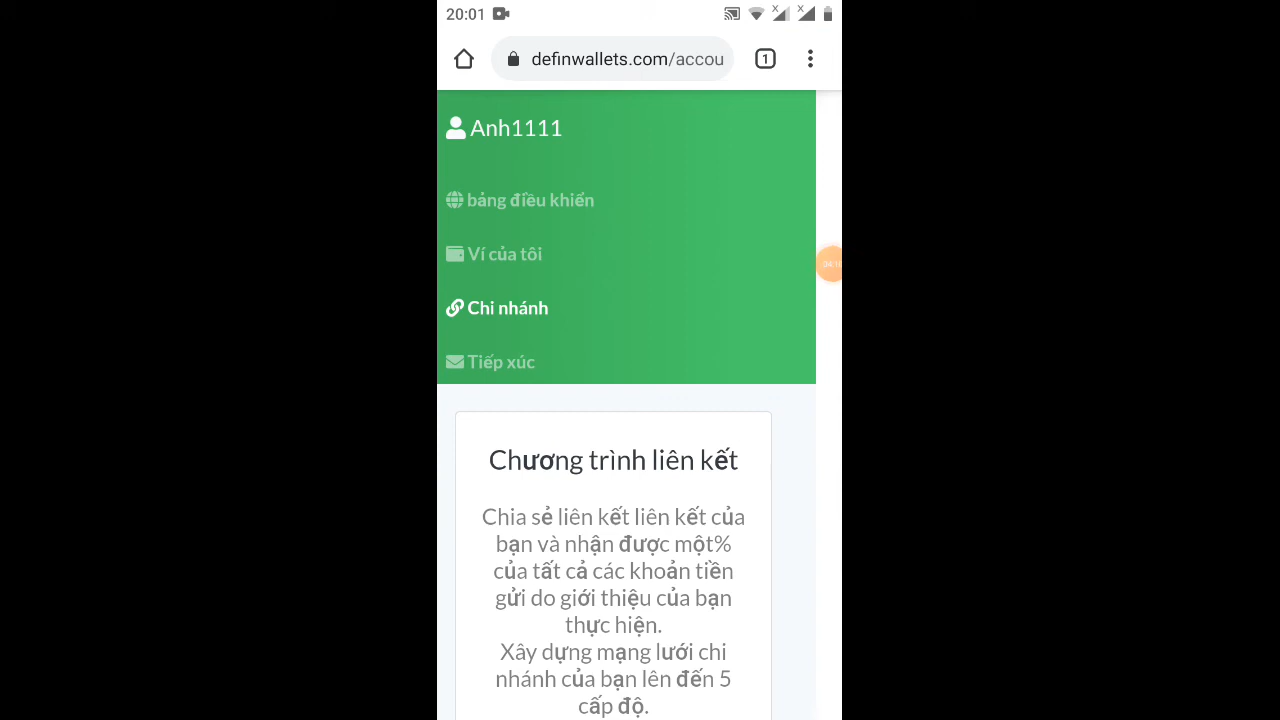 20:01
definwallets.com/accou
1
Anh1111
bảng điều khiển
Ví của tôi
Chi nhánh
Tiếp xúc
Chương trình liên kết
Chia sẻ liên kết liên kết của
bạn và nhận được một%
của tất cả các khoản tiền
gửi do giới thiệu của bạn
thực hiện.
Xây dựng mạng lưới chi
nhánh của bạn lên đến 5
cấp độ.